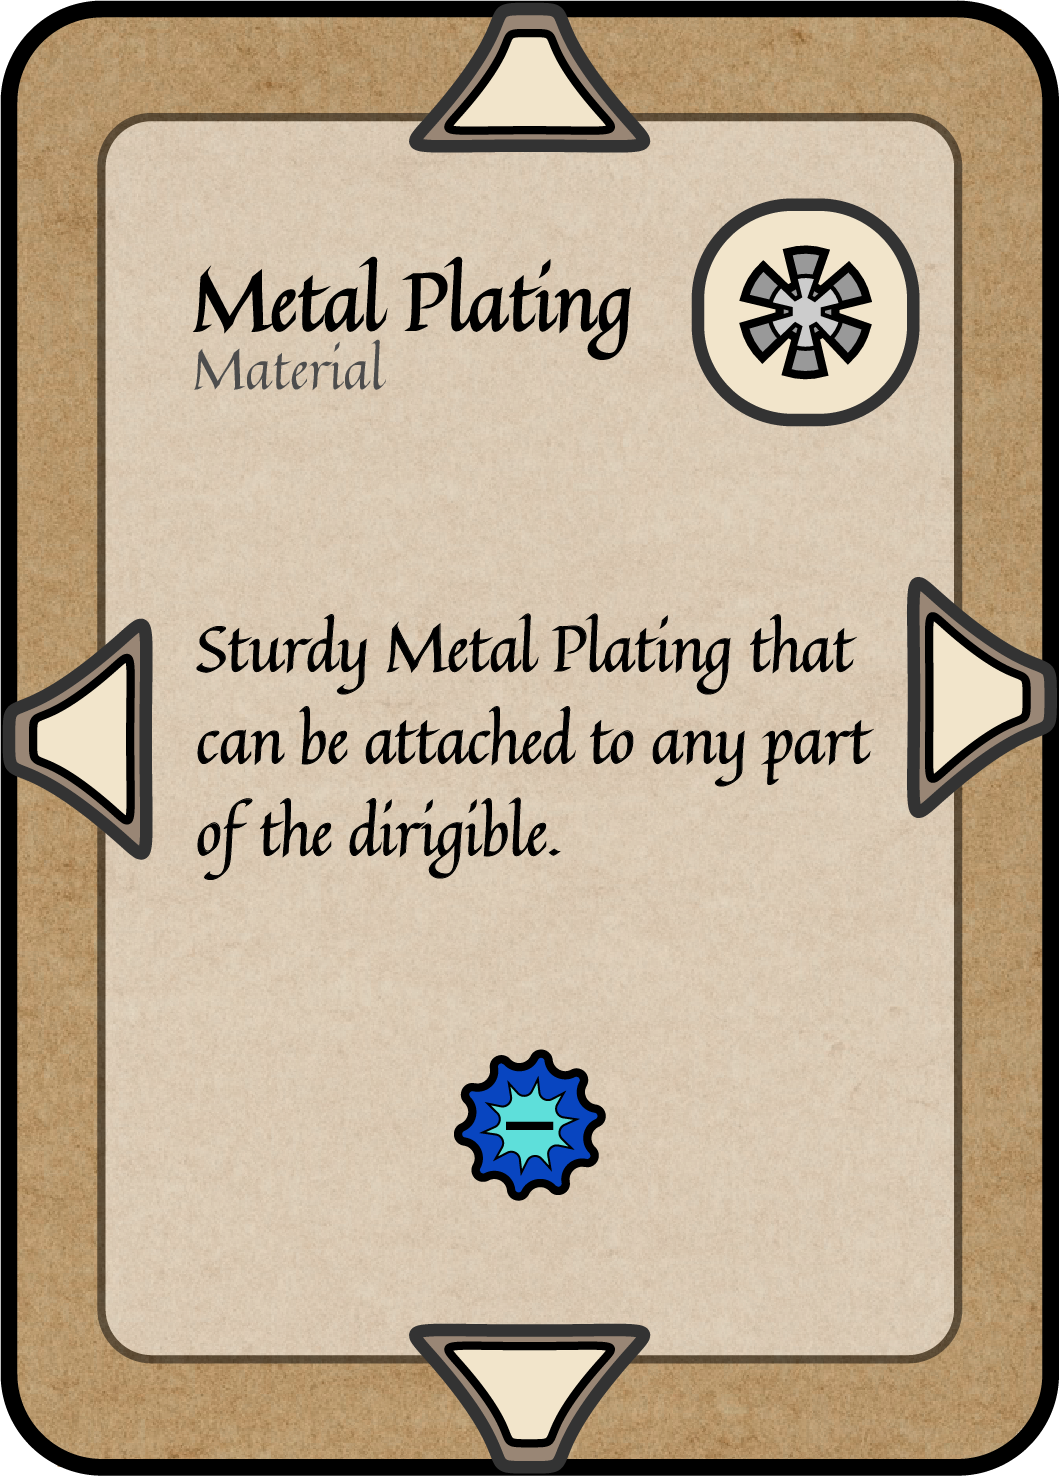 Metal Plating
Material
Sturdy Metal Plating that
can be attached to any part
of the dirigible.